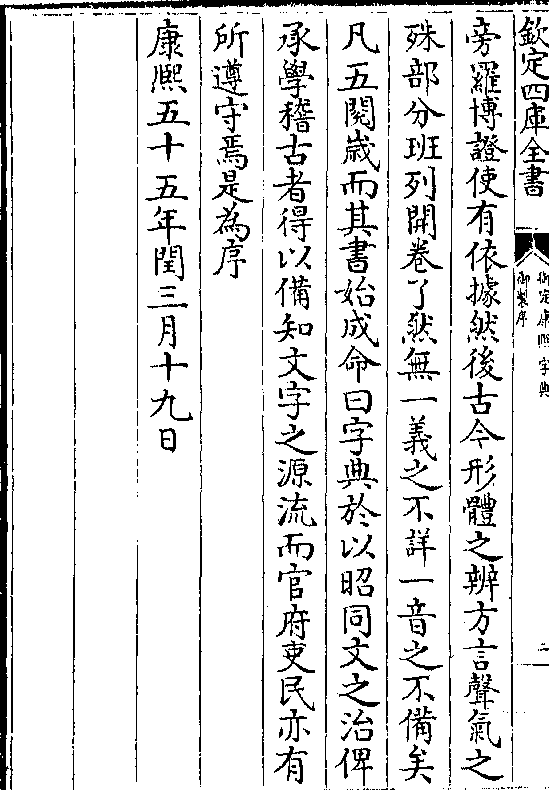 欽定四庫全書
御定康熙字典
御製序
二
旁羅博證使有依據然後古今形體之辨方言聲氣之
殊部分班列開卷了然無一義之不詳一音之不備矣
凡五閱歲而其書始成命曰字典於以昭同文之治俾
承學稽古者得以備知文字之源流而官府吏民亦有
所遵守焉是為序
康熙五十五年閏三月十九日